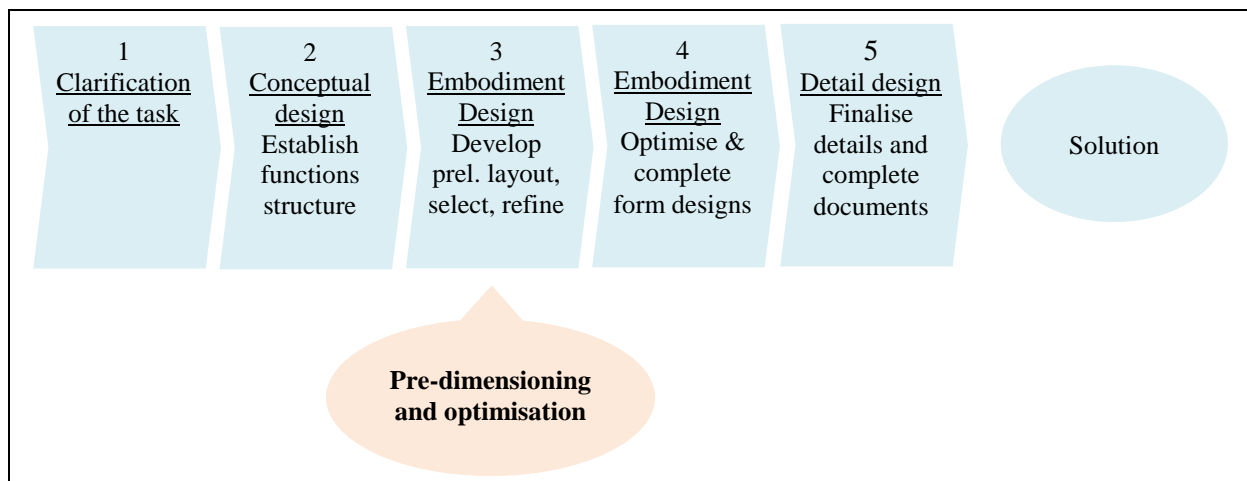 1
Clarification
of the task
2
Conceptual
design
Establish
functions
structure
3
Embodiment
Design
Develop
prel. layout,
select, refine
4
Embodiment
Design
Optimise &
complete
form designs
5
Detail design
Finalise
details and
complete
documents
Solution
Pre-dimensioning
and optimisation